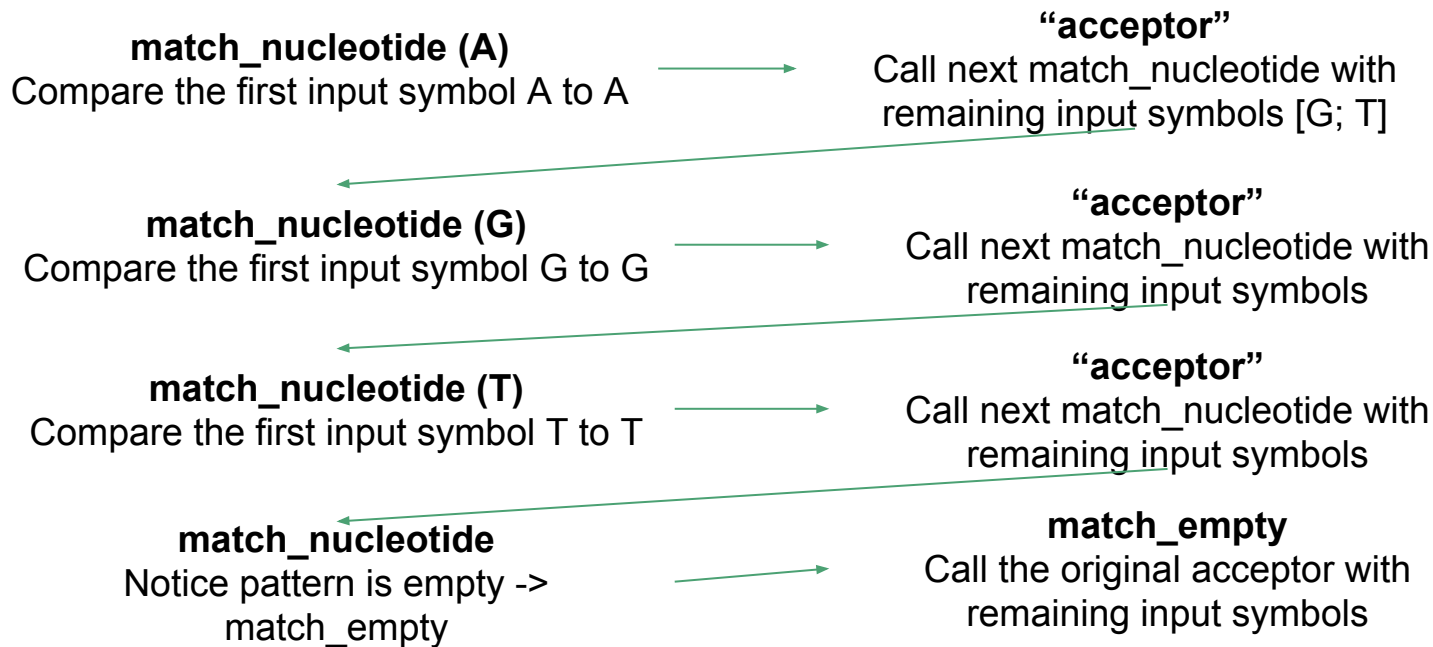 match_nucleotide (A)
Compare the first input symbol A to A
“acceptor”
Call next match_nucleotide with
remaining input symbols [G; T]
match_nucleotide (G)
Compare the first input symbol G to G
“acceptor”
Call next match_nucleotide with
remaining input symbols
match_nucleotide (T)
Compare the first input symbol T to T
“acceptor”
Call next match_nucleotide with
remaining input symbols
match_nucleotide
Notice pattern is empty ->
match_empty
match_empty
Call the original acceptor with
remaining input symbols